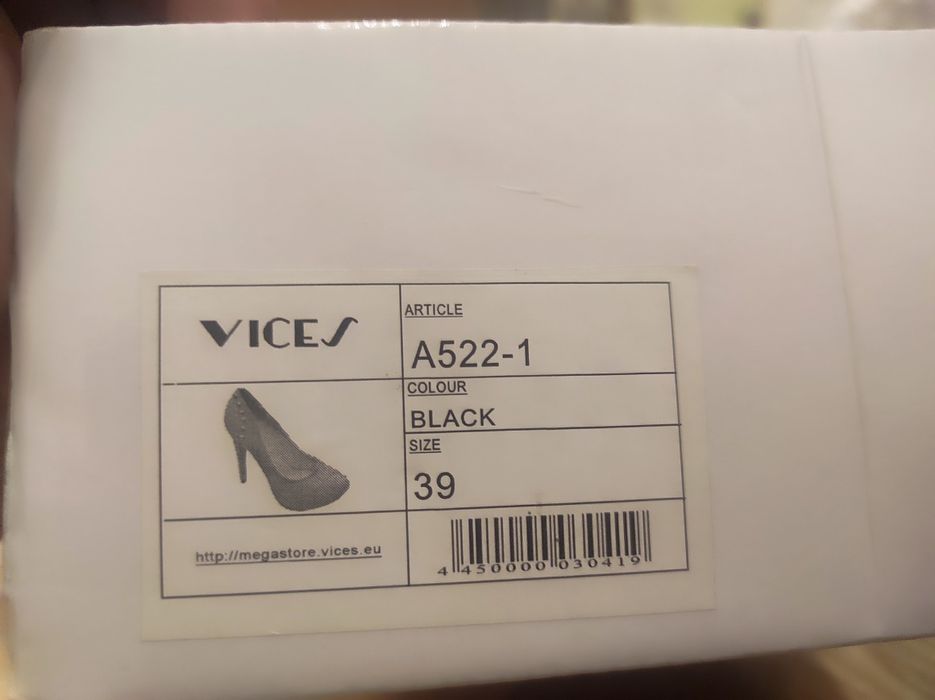 VICES
ARTICLE
A522-1
COLOUR
BLACK
SIZE
39
http://megastore.vices.eu
4 450000 030419